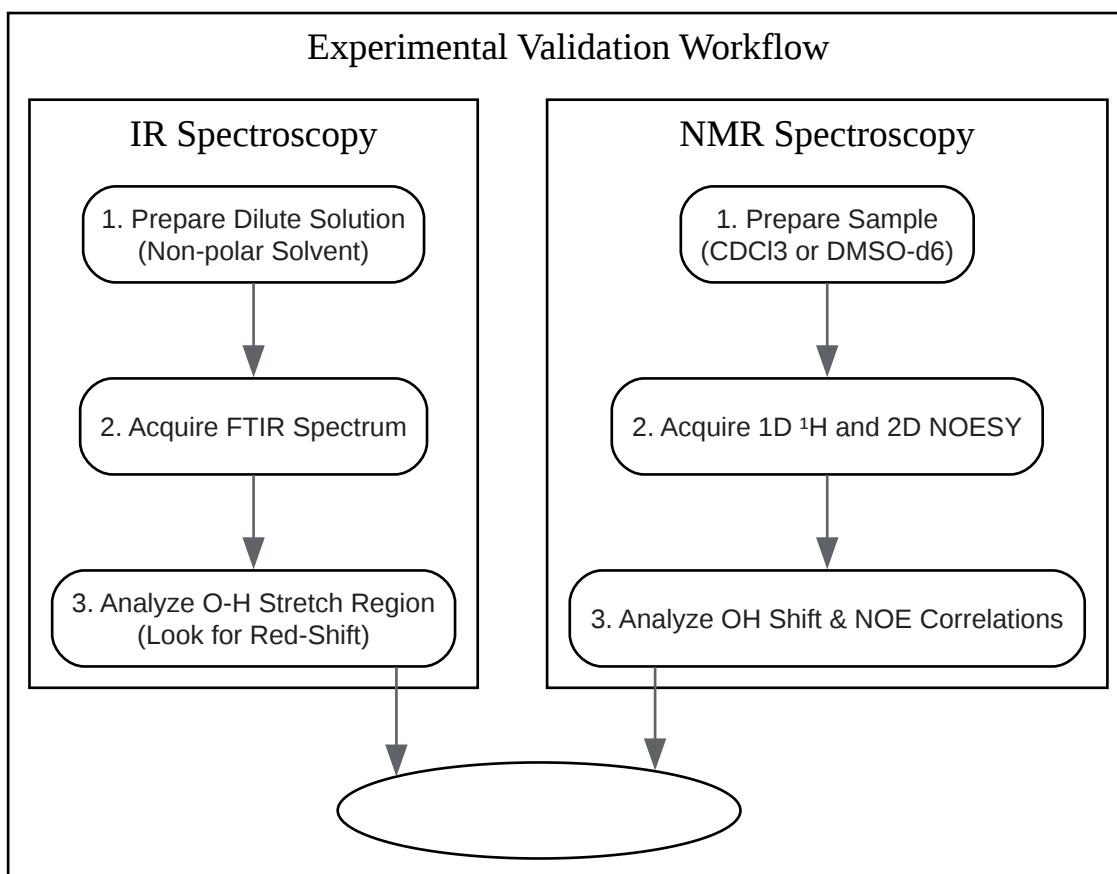 Experimental Validation Workflow
IR Spectroscopy
1. Prepare Dilute Solution
(Non-polar Solvent)
2. Acquire FTIR Spectrum
3. Analyze O-H Stretch Region
(Look for Red-Shift)
NMR Spectroscopy
1. Prepare Sample
(CDCl3 or DMSO-d6)
2. Acquire 1D ¹H and 2D NOESY
3. Analyze OH Shift & NOE Correlations